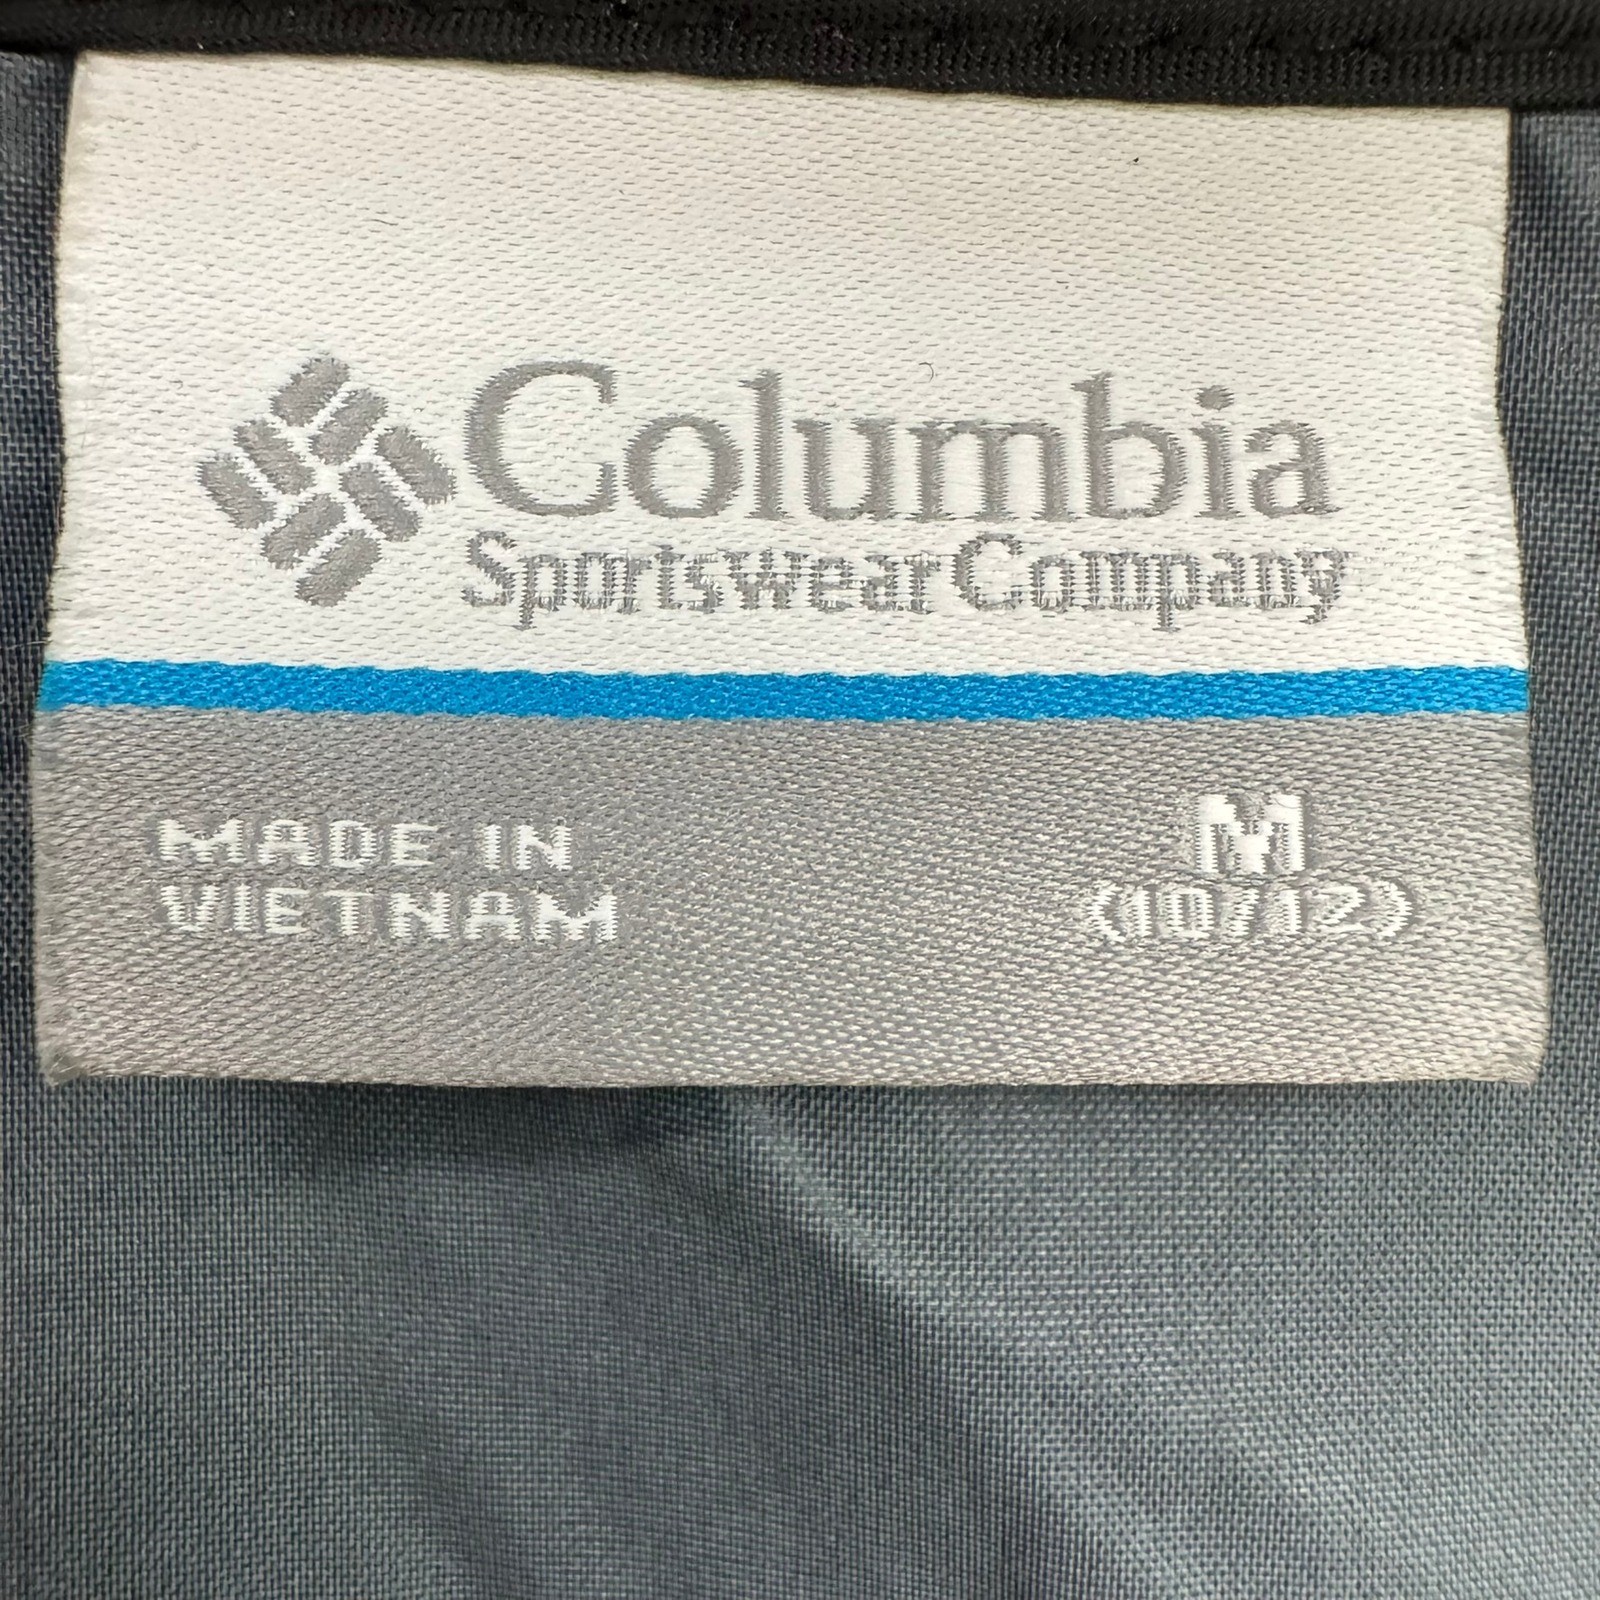 Columbia
Sportswear Company
MADE IN
VIETNAM
M
(10/12)